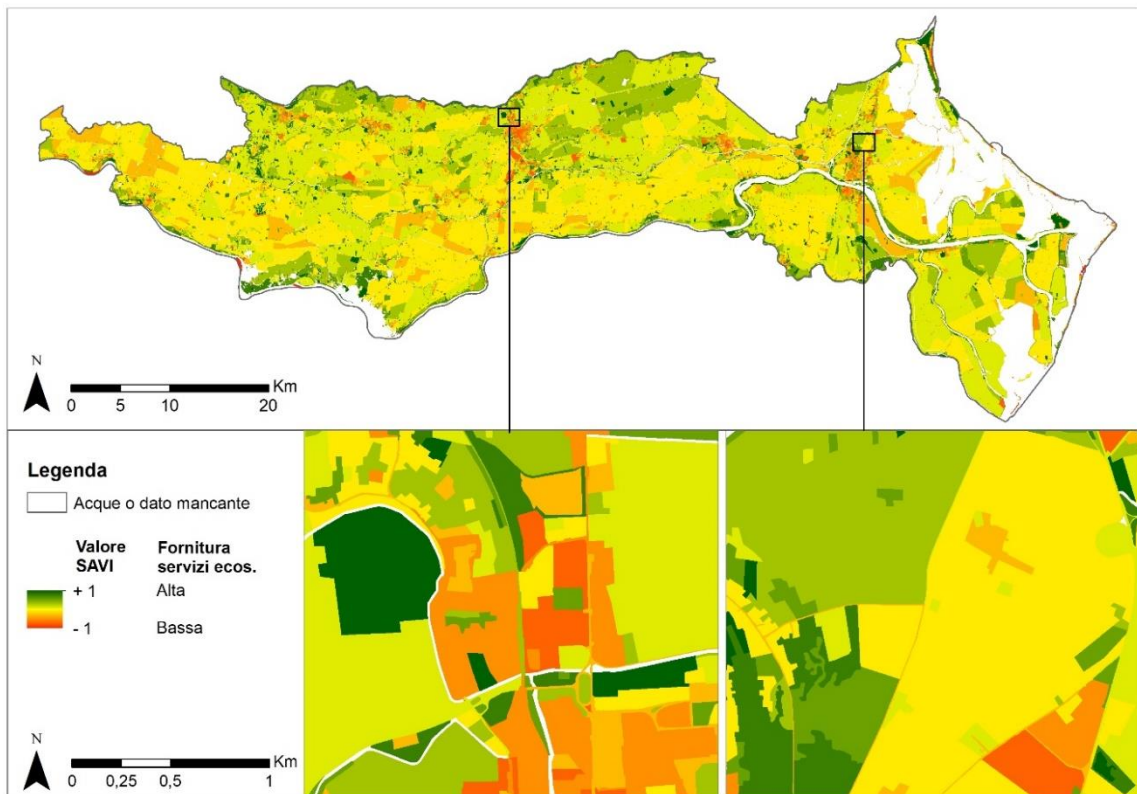 N
Km
0 5 10 20
Legenda
Acque o dato mancante
Valore SAVI
Fornitura servizi ecos.
+ 1 Alta
- 1 Bassa
N
Km
0 0,25 0,5 1